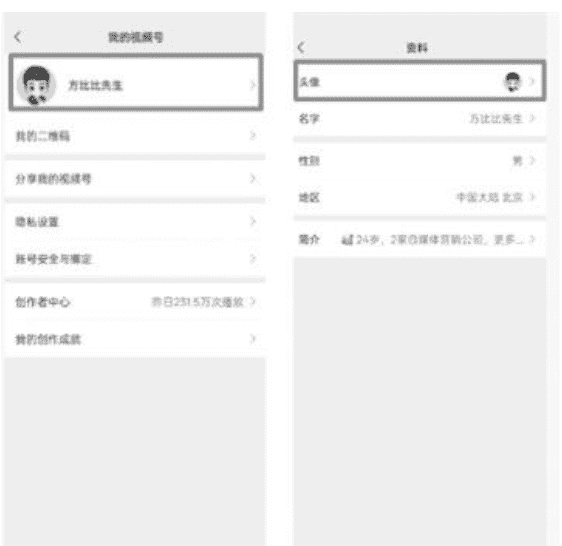 我的视频号
方比比先生
我的二维码
分享我的视频号
隐私设置
账号安全与绑定
创作者中心 昨日231.5万次播放
我的创作成就
资料
头像
名字 方比比先生
性别 男
地区 中国大陆 北京
简介 24岁，2家自媒体营销公司，更多...